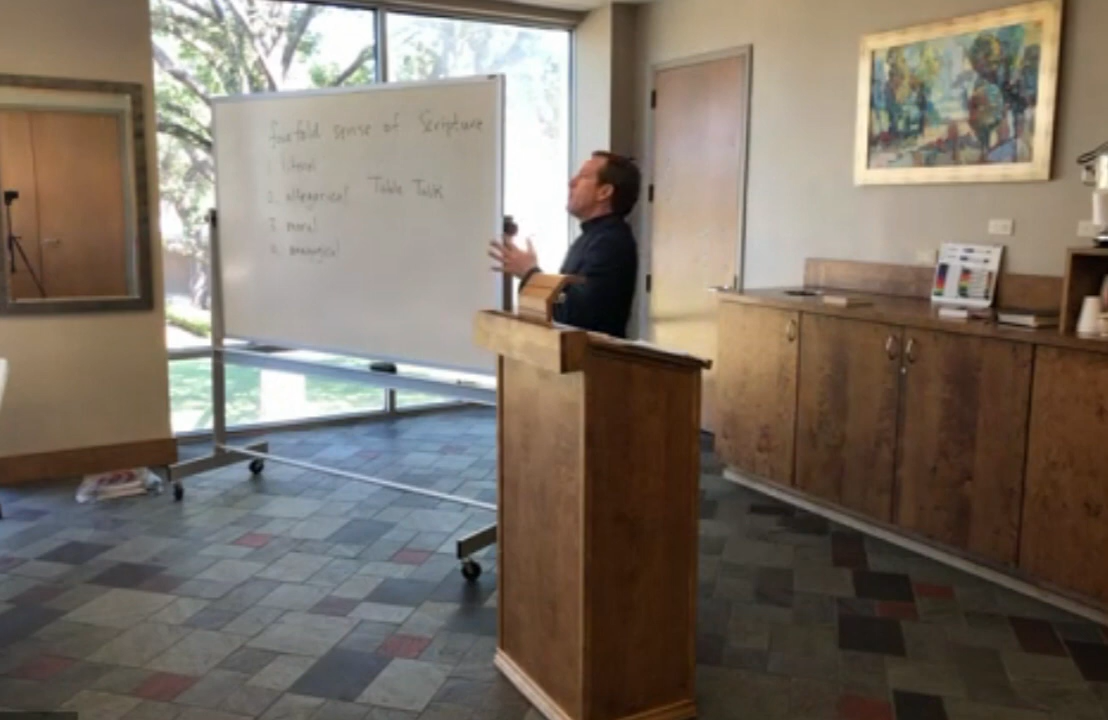 fourfold sense of Scripture
1. literal
2. allegorical Table Talk
3. moral
4. anagogical